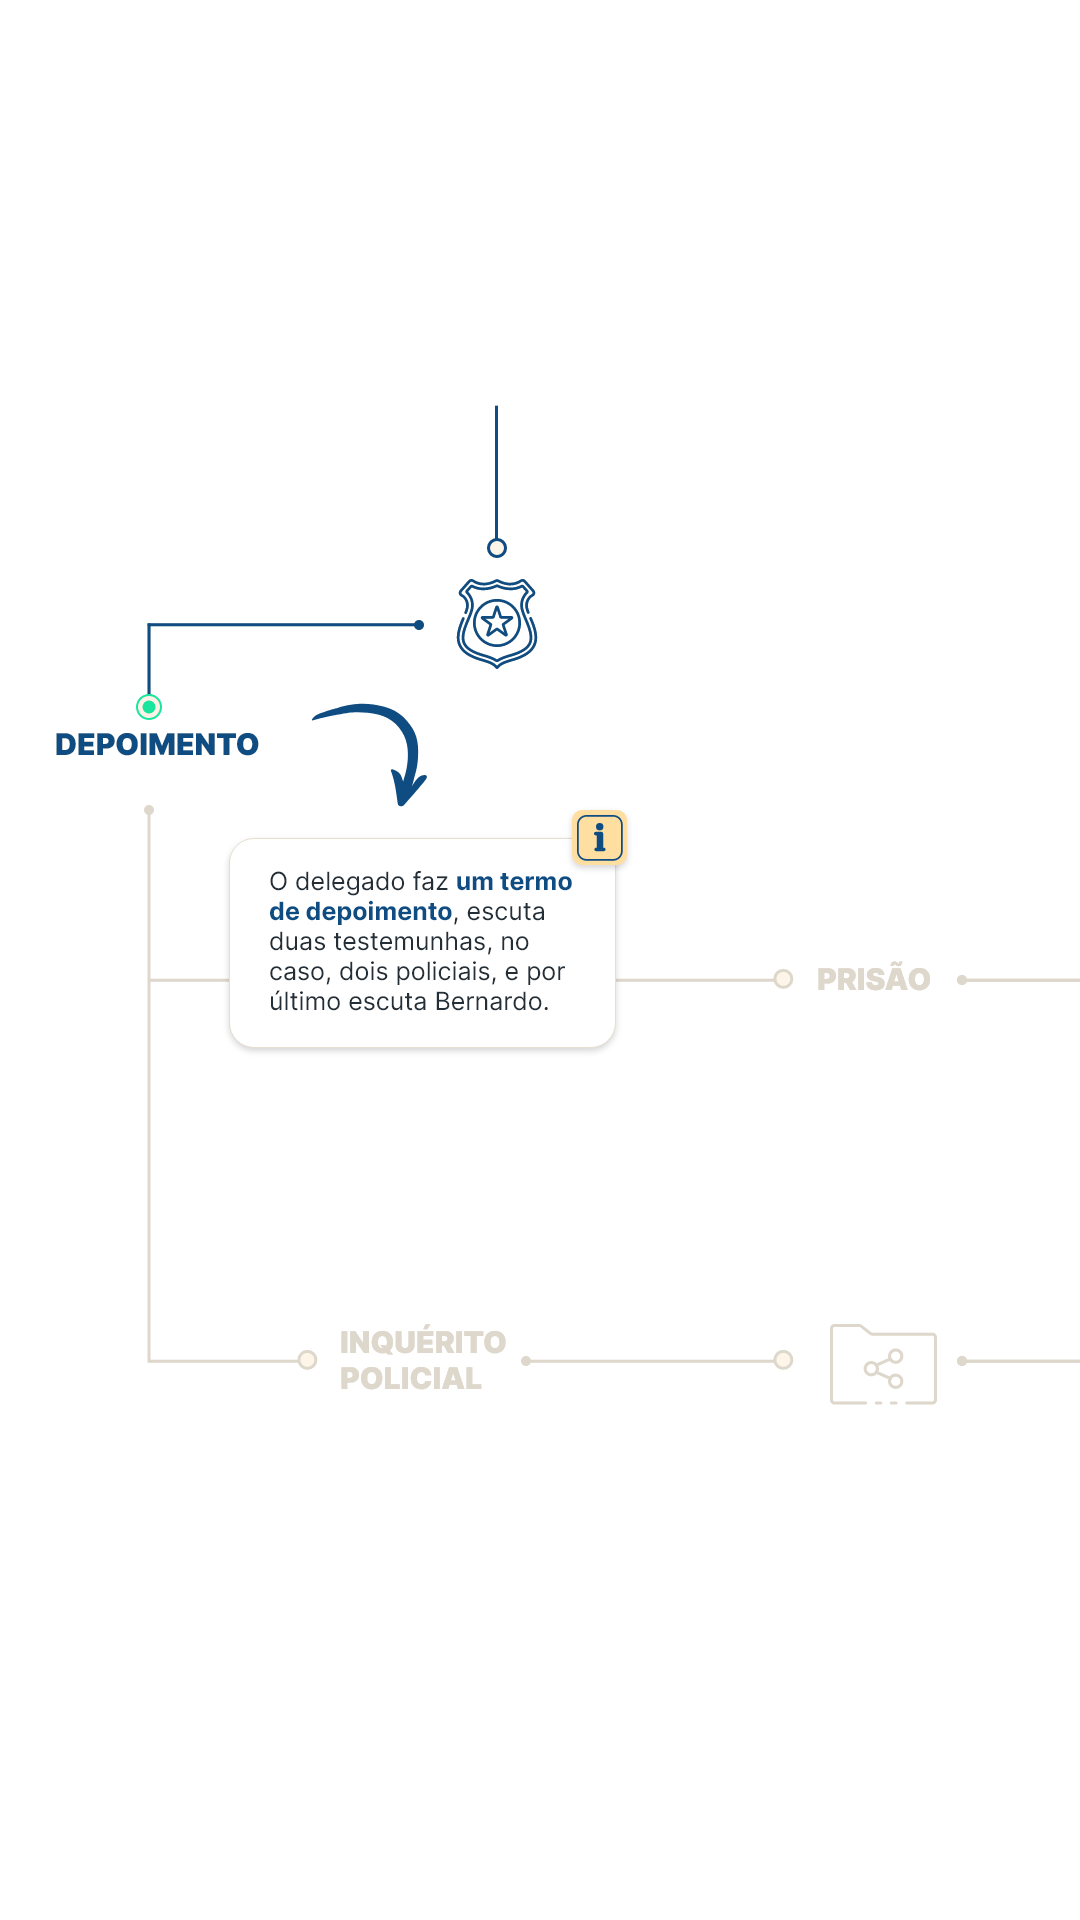 DEPOIMENTO
i
O delegado faz um termo
de depoimento, escuta
duas testemunhas, no
caso, dois policiais, e por
último escuta Bernardo.
PRISÃO
INQUÉRITO
POLICIAL